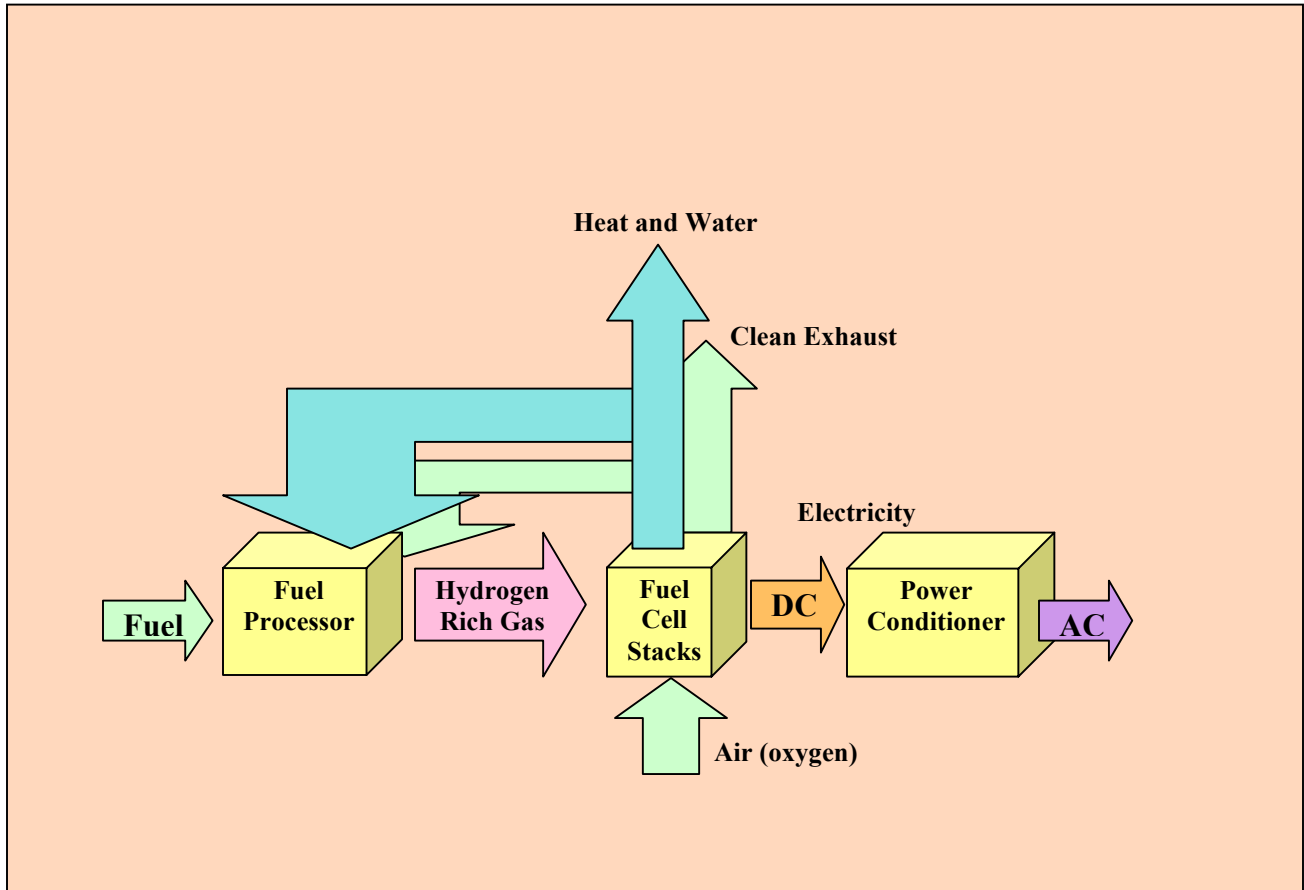 Heat and Water
Clean Exhaust
Electricity
Fuel
Fuel
Processor
Hydrogen
Rich Gas
Fuel
Cell
Stacks
DC
Power
Conditioner
AC
Air (oxygen)